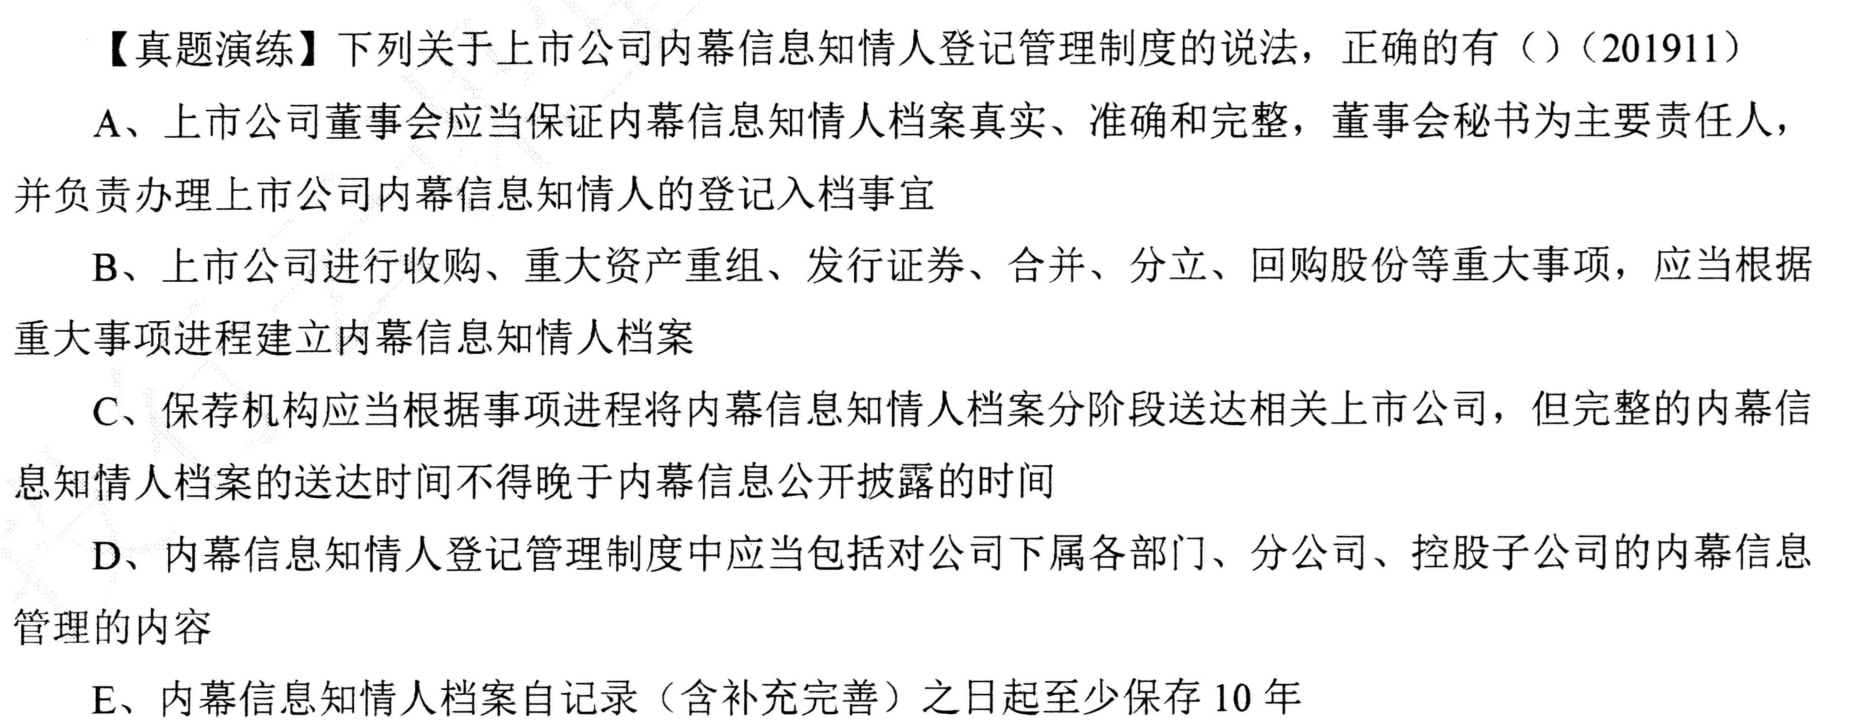 【真题演练】下列关于上市公司内幕信息知情人登记管理制度的说法，正确的有（）（201911）
A、上市公司董事会应当保证内幕信息知情人档案真实、准确和完整，董事会秘书为主要责任人，
并负责办理上市公司内幕信息知情人的登记入档事宜
B、上市公司进行收购、重大资产重组、发行证券、合并、分立、回购股份等重大事项，应当根据
重大事项进程建立内幕信息知情人档案
C、保荐机构应当根据事项进程将内幕信息知情人档案分阶段送达相关上市公司，但完整的内幕信
息知情人档案的送达时间不得晚于内幕信息公开披露的时间
D、内幕信息知情人登记管理制度中应当包括对公司下属各部门、分公司、控股子公司的内幕信息
管理的内容
E、内幕信息知情人档案自记录（含补充完善）之日起至少保存 10 年